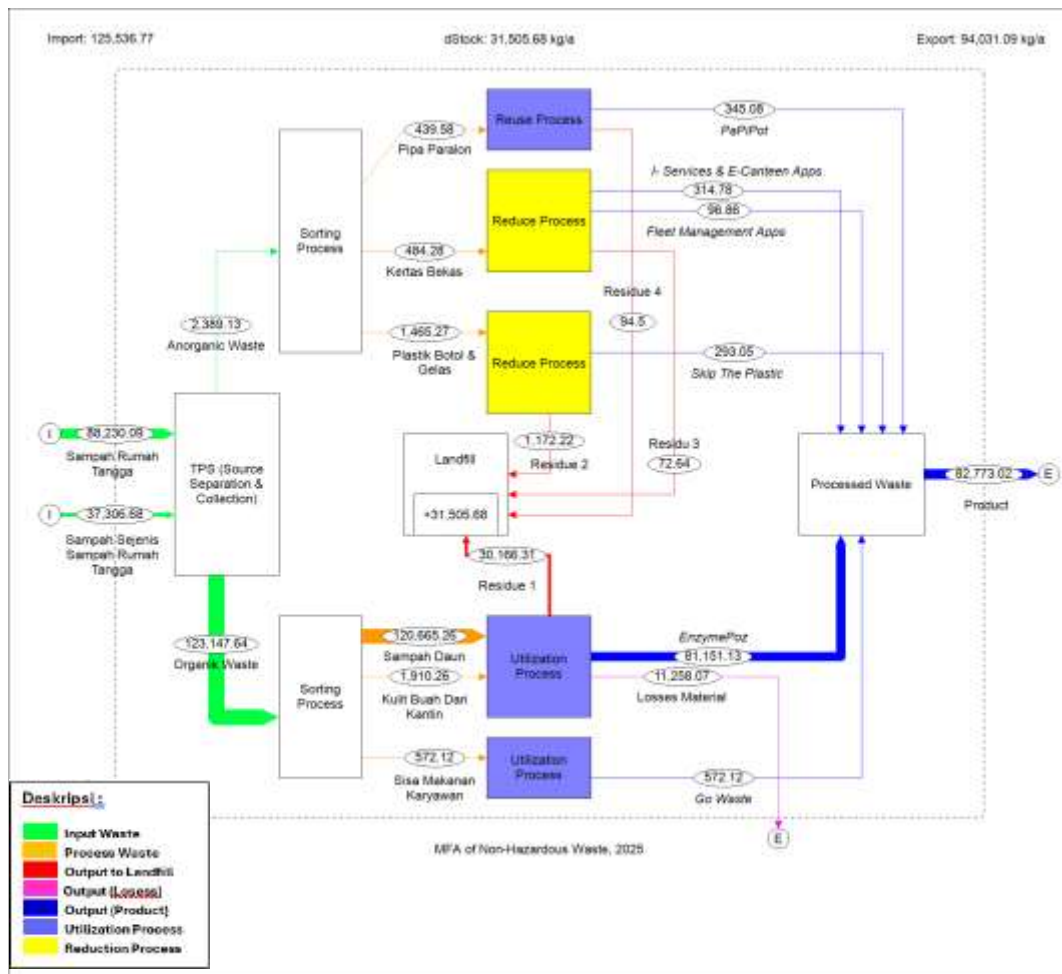 Import: 125,536.77
dStock: 31,505.68 kg/a
Export: 94,031.09 kg/a
439.58
Pipa Paralon
Reuse Process
345.08
PaPiPot
Sorting
Process
484.28
Kertas Bekas
Reduce Process
I- Services & E-Canteen Apps
314.78
96.86
Fleet Management Apps
Residue 4
94.5
2,389.13
Anorganic Waste
1,465.27
Plastik Botol &
Gelas
Reduce Process
293.05
Skip The Plastic
I
88,230.09
Sampah Rumah
Tangga
I
37,306.68
Sampah Sejenis
Sampah Rumah
Tangga
TPS (Source
Separation &
Collection)
Landfill
+31,505.68
1,172.22
Residue 2
Residu 3
72.64
Processed Waste
82,773.02
E
Product
30,166.31
Residue 1
123,147.64
Organik Waste
Sorting
Process
120,665.26
Sampah Daun
1,910.26
Kulit Buah Dari
Kantin
Utilization
Process
EnzymePoz
81,151.13
11,258.07
Losses Material
572.12
Sisa Makanan
Karyawan
Utilization
Process
572.12
Go Waste
E
MFA of Non-Hazardous Waste, 2025
Deskripsi :
Input Waste
Process Waste
Output to Landfill
Output (Losess)
Output (Product)
Utilization Process
Reduction Process